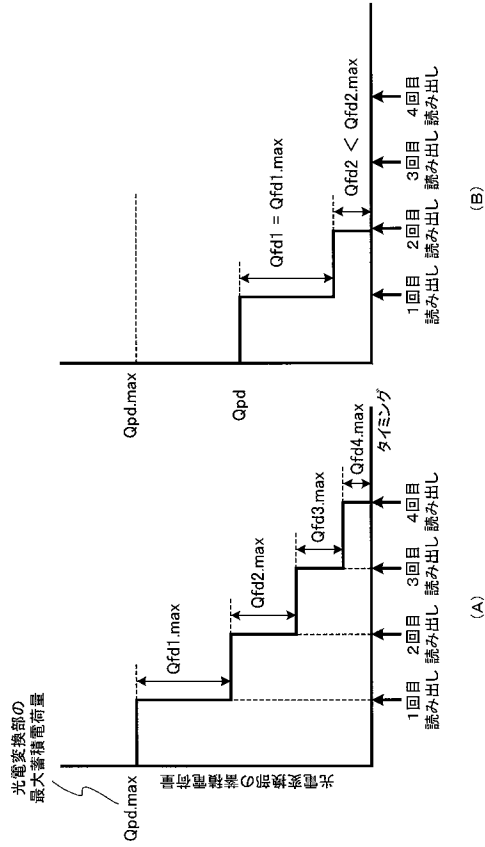 光電変換部の
最大蓄積電荷量
Qpd.max
光電変換部の蓄積電荷量
Qfd1.max
Qfd2.max
Qfd3.max
Qfd4.max
タイミング
1回目
読み出し
2回目
読み出し
3回目
読み出し
4回目
読み出し
(A)
Qpd.max
Qpd
Qfd1 = Qfd1.max
Qfd2 < Qfd2.max
1回目
読み出し
2回目
読み出し
3回目
読み出し
4回目
読み出し
(B)